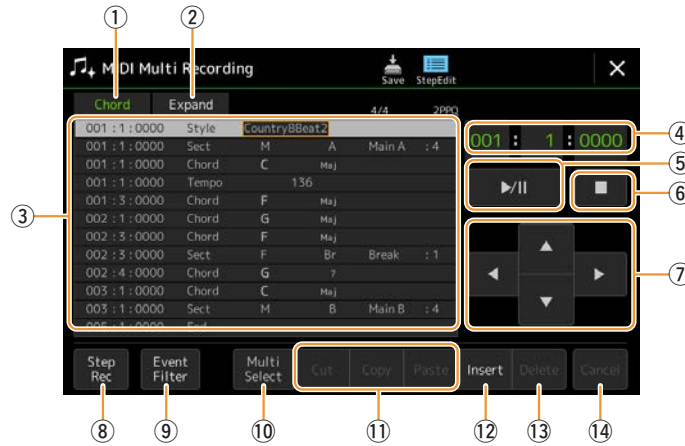 ① ②
MIDI Multi Recording Save StepEdit
Chord Expand 4/4 2PPQ
001 : 1 : 0000 Style Country8Beat2
001 : 1 : 0000 Sect M A Main A : 4
001 : 1 : 0000 Chord C Maj
001 : 1 : 0000 Tempo 136
001 : 3 : 0000 Chord F Maj
002 : 1 : 0000 Chord G Maj
002 : 3 : 0000 Chord F Maj
002 : 3 : 0000 Sect F Br Break : 1
002 : 4 : 0000 Chord G ?
003 : 1 : 0000 Chord C Maj
003 : 1 : 0000 Sect M B Main B : 4
005 : 1 : 0000 End
③
001 : 1 : 0000 ④
⑤
⑥
⑦
Step Rec
Event Filter
Multi Select
Cut Copy Paste Insert Delete Cancel
⑧ ⑨ ⑩ ⑪ ⑫ ⑬ ⑭